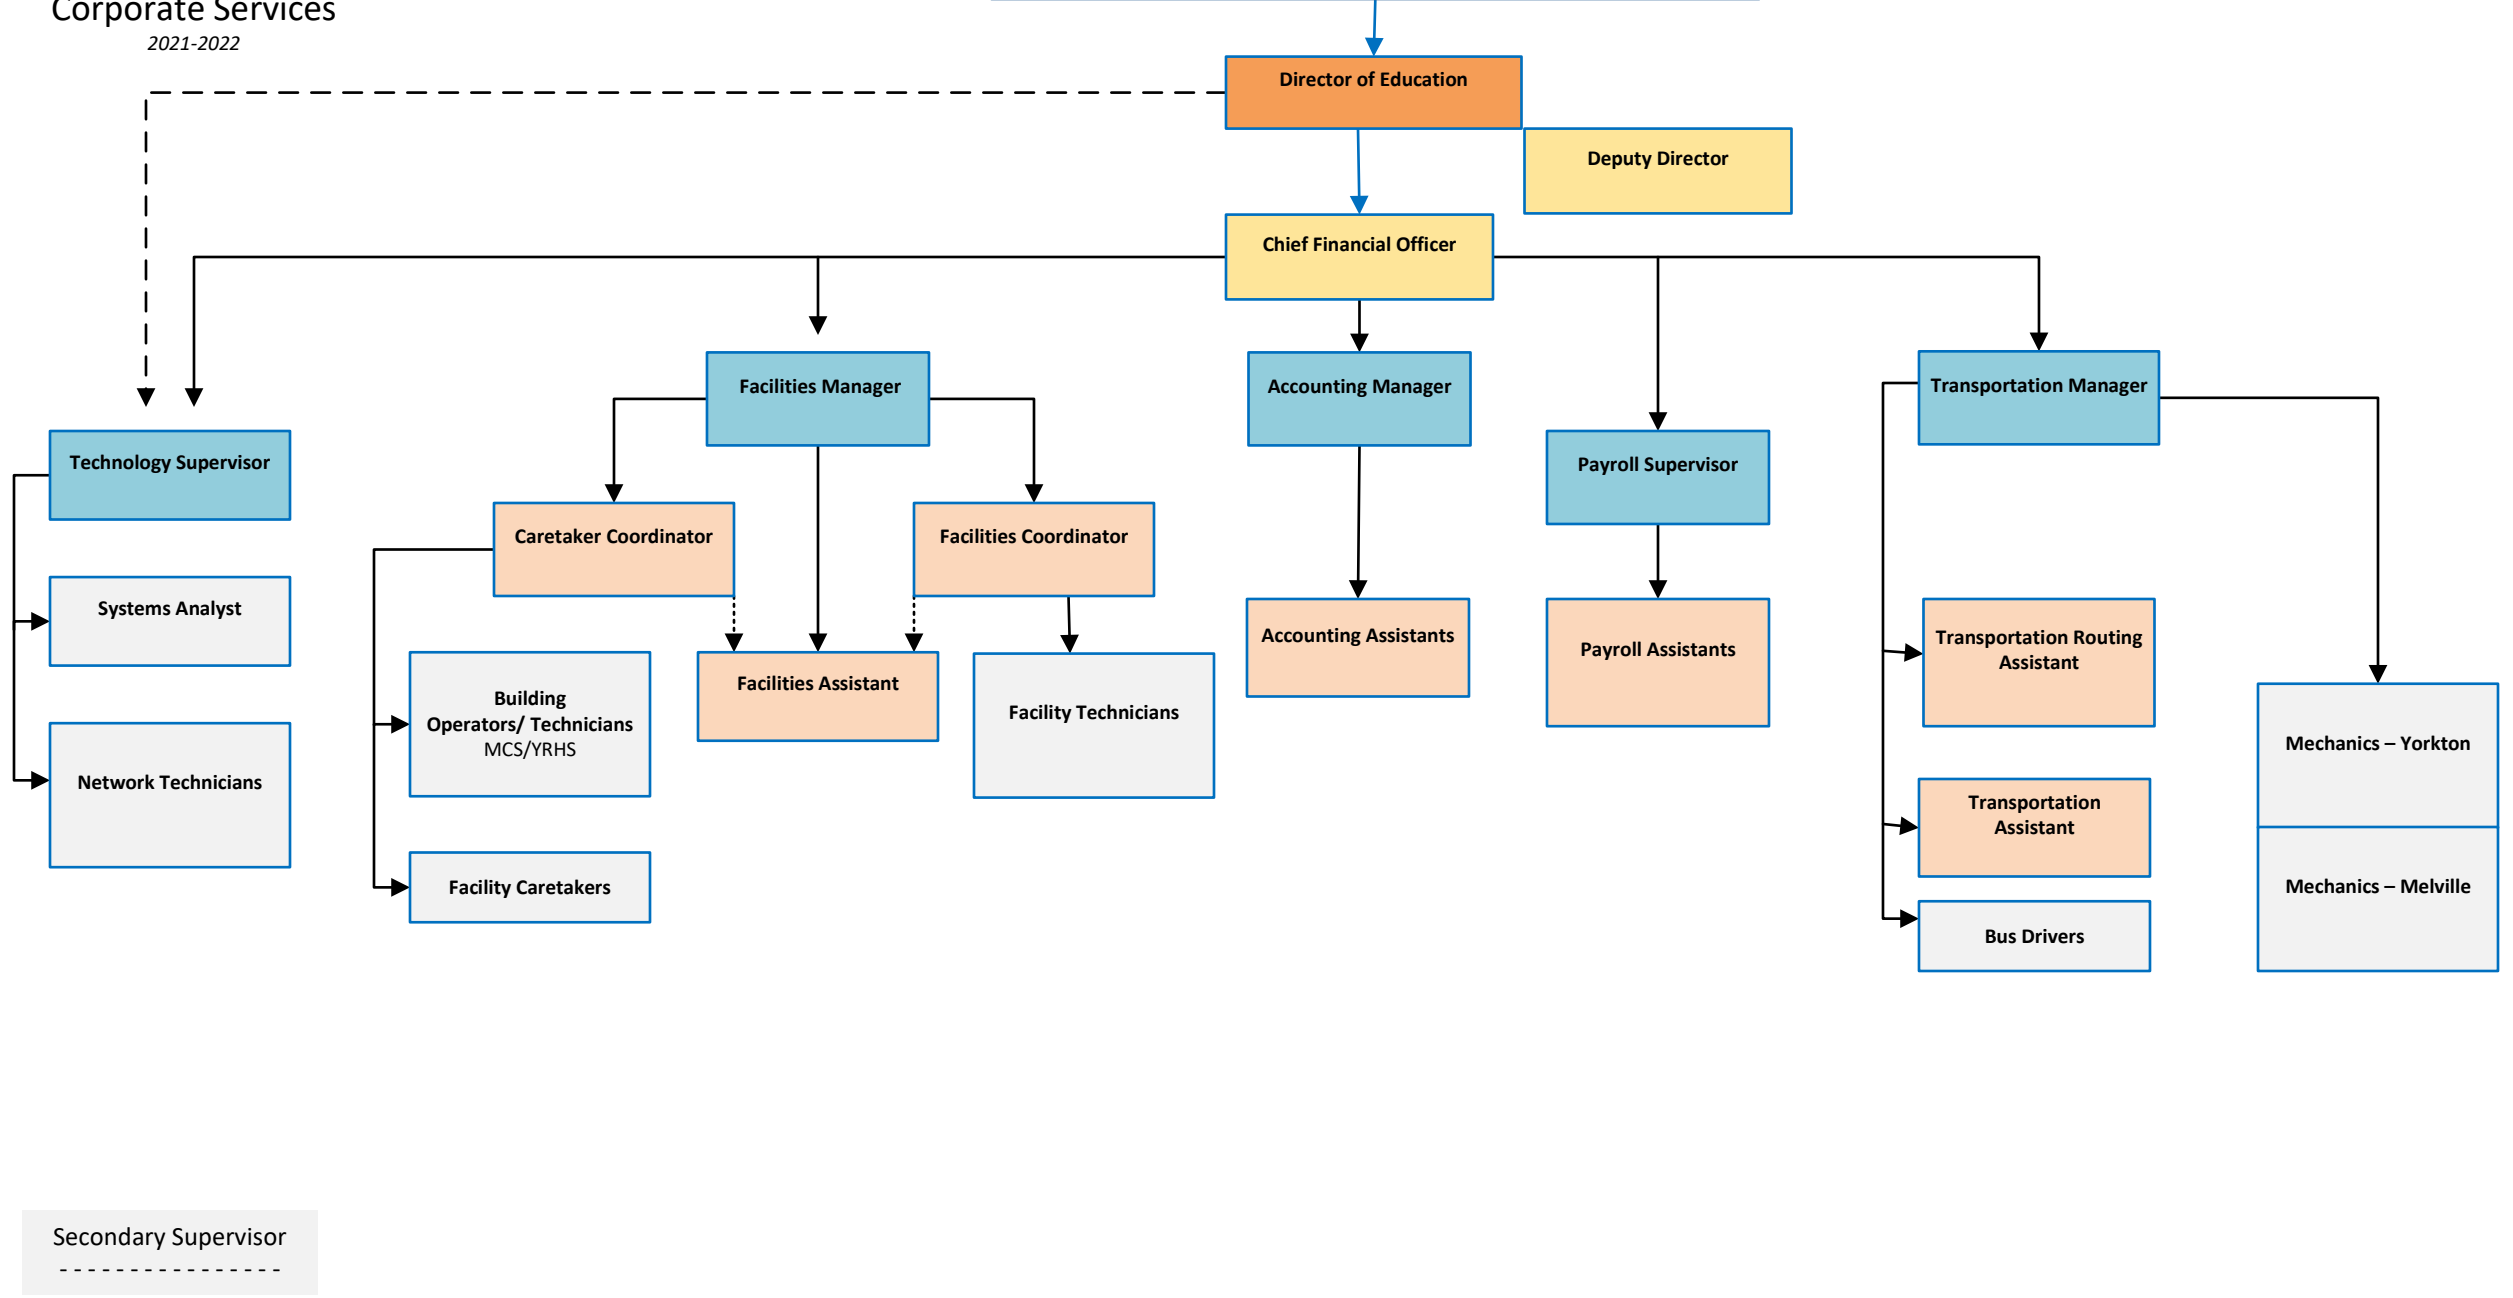 Corporate Services
2021-2022
Director of Education
Deputy Director
Chief Financial Officer
Facilities Manager
Accounting Manager
Transportation Manager
Technology Supervisor
Payroll Supervisor
Caretaker Coordinator
Facilities Coordinator
Systems Analyst
Accounting Assistants
Payroll Assistants
Transportation Routing
Assistant
Building
Operators/ Technicians
MCS/YRHS
Facilities Assistant
Facility Technicians
Mechanics – Yorkton
Network Technicians
Transportation
Assistant
Facility Caretakers
Mechanics – Melville
Bus Drivers
Secondary Supervisor
- - - - - - - - - - - - - - - -